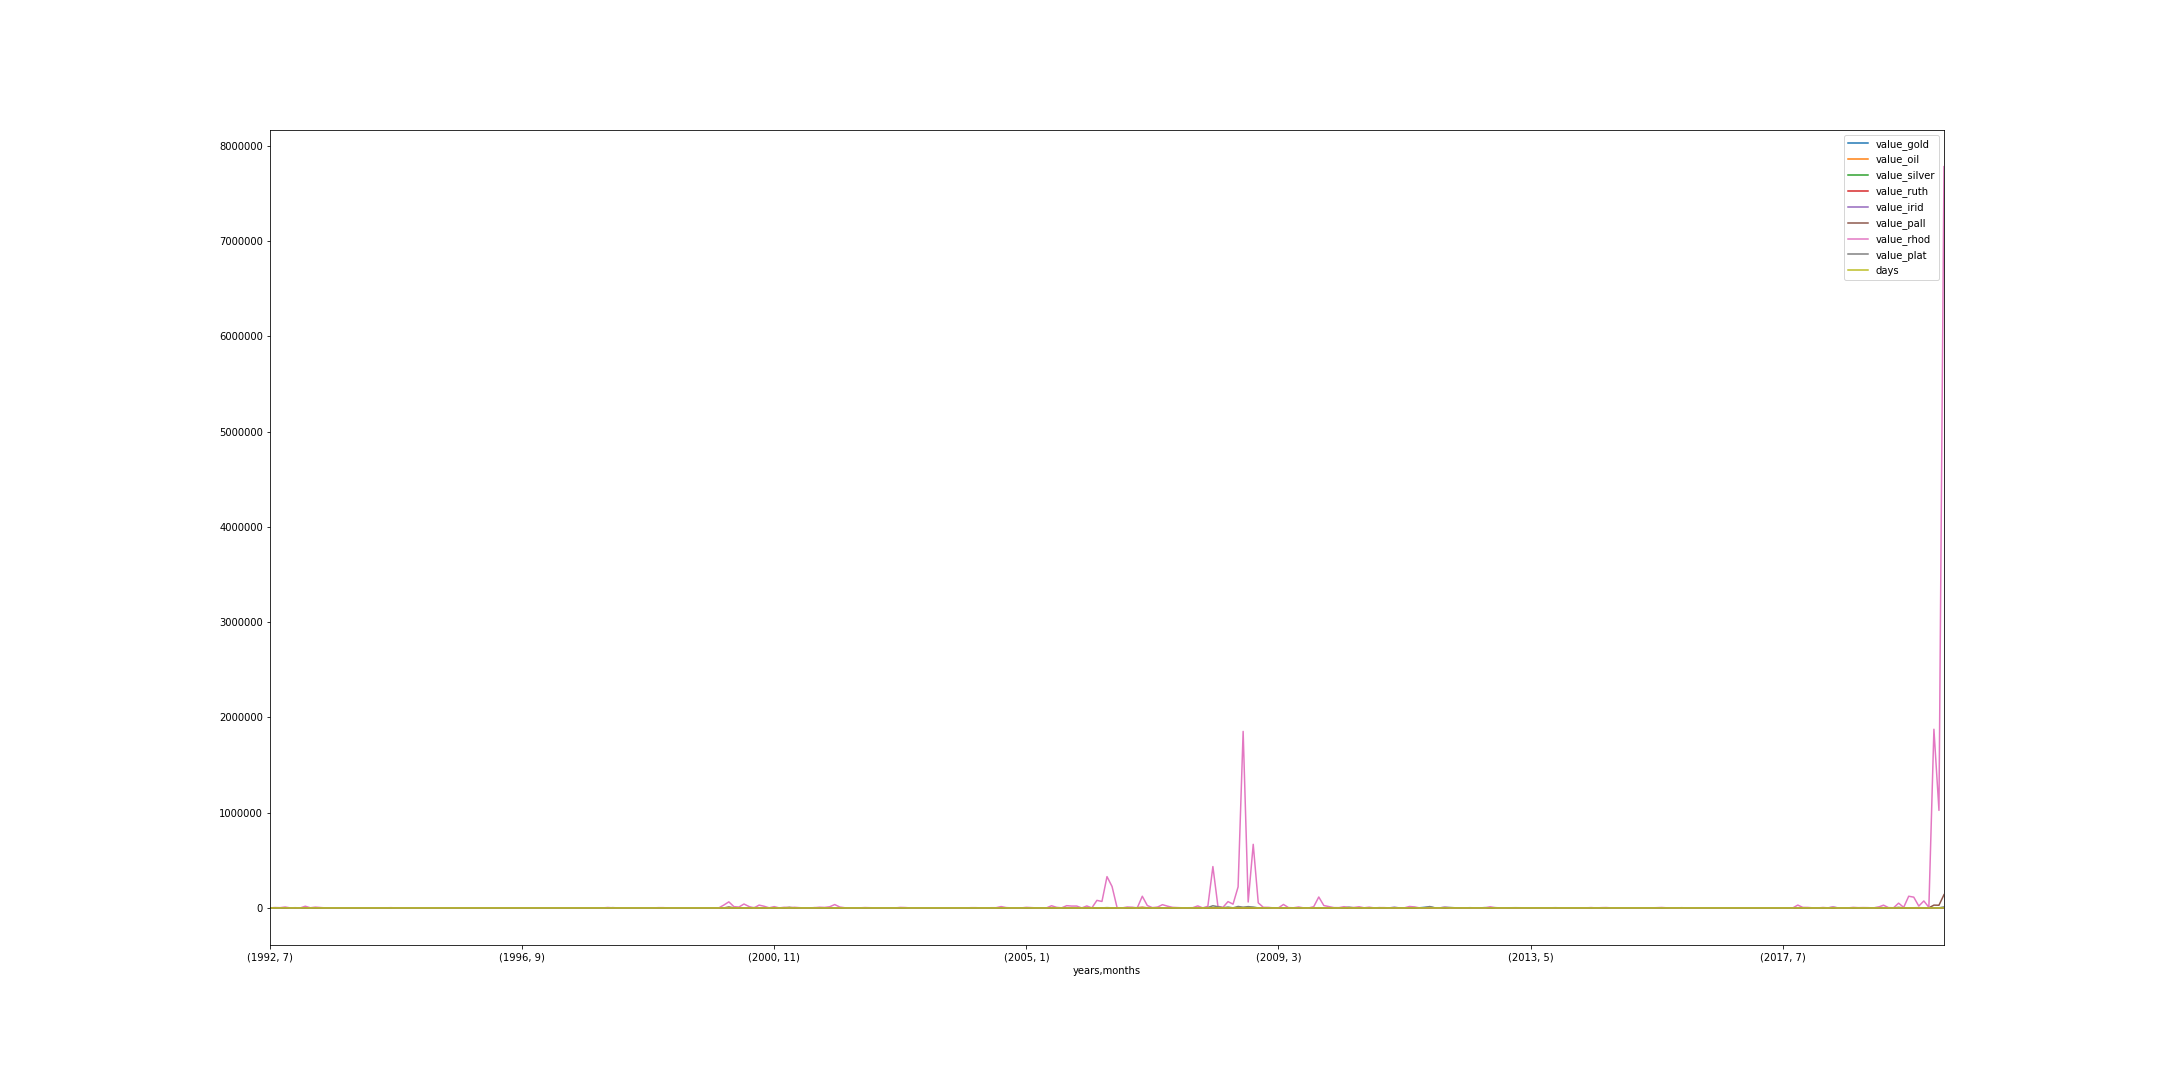 8000000
7000000
6000000
5000000
4000000
3000000
2000000
1000000
0
value_gold
value_oil
value_silver
value_ruth
value_irid
value_pall
value_rhod
value_plat
days
(1992, 7) (1996, 9) (2000, 11) (2005, 1) (2009, 3) (2013, 5) (2017, 7)
years,months